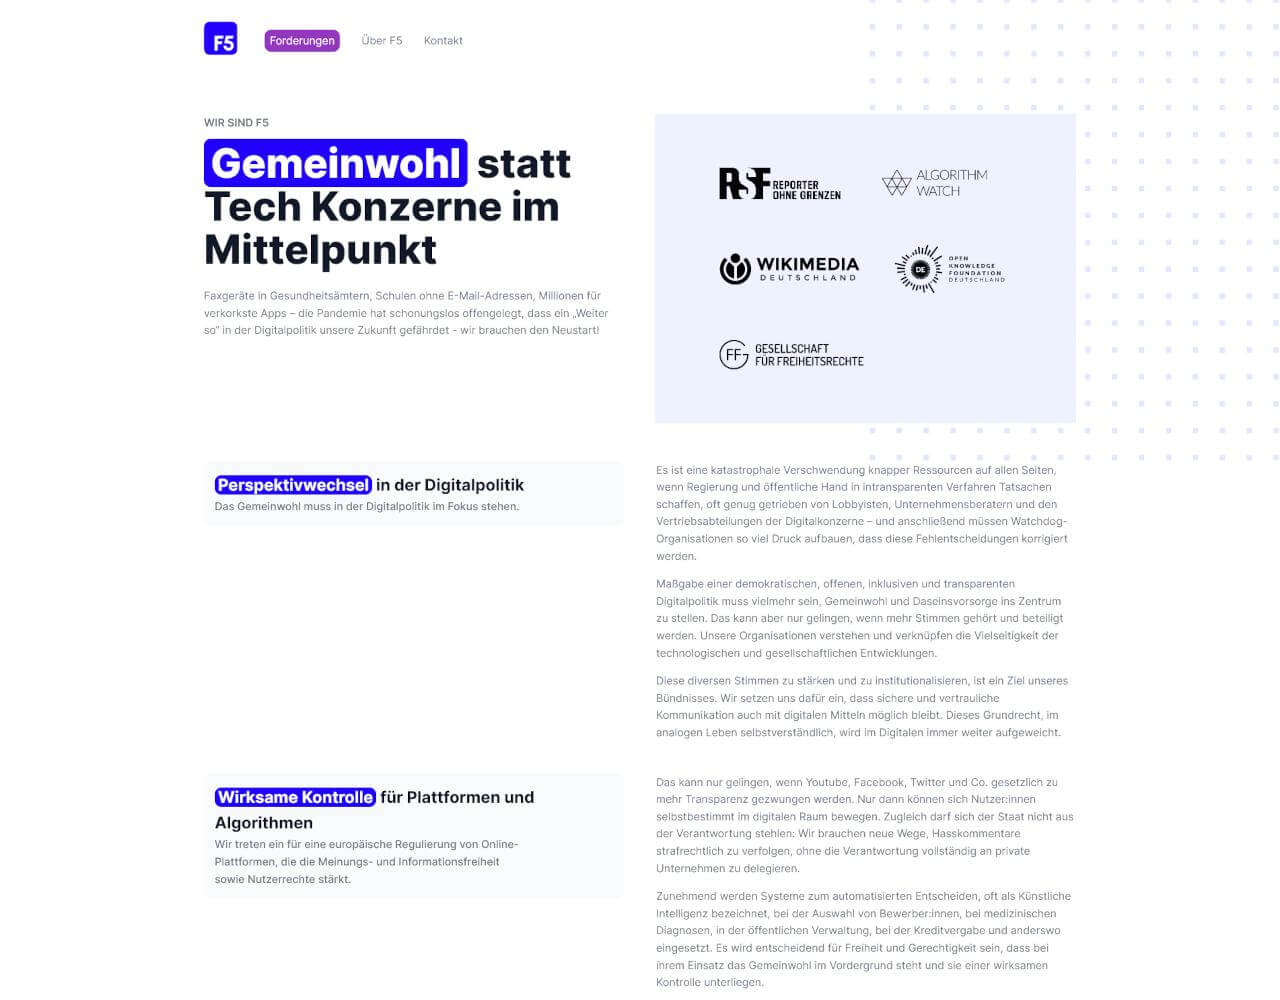 F5
Forderungen
Über F5
Kontakt
WIR SIND F5
Gemeinwohl statt
Tech Konzerne im
Mittelpunkt
Faxgeräte in Gesundheitsämtern, Schulen ohne E-Mail-Adressen, Millionen für
verkorkste Apps – die Pandemie hat schonungslos offengelegt, dass ein „Weiter
so“ in der Digitalpolitik unsere Zukunft gefährdet - wir brauchen den Neustart!
RSF REPORTER
OHNE GRENZEN
ALGORITHM
WATCH
WIKIMEDIA
DEUTSCHLAND
DE
OPEN
KNOWLEDGE
FOUNDATION
DEUTSCHLAND
FF
GESELLSCHAFT
FÜR FREIHEITSRECHTE
Perspektivwechsel in der Digitalpolitik
Das Gemeinwohl muss in der Digitalpolitik im Fokus stehen.
Es ist eine katastrophale Verschwendung knapper Ressourcen auf allen Seiten,
wenn Regierung und öffentliche Hand in intransparenten Verfahren Tatsachen
schaffen, oft genug getrieben von Lobbyisten, Unternehmensberatern und den
Vertriebsabteilungen der Digitalkonzerne – und anschließend müssen Watchdog-
Organisationen so viel Druck aufbauen, dass diese Fehlentscheidungen korrigiert
werden.
Maßgabe einer demokratischen, offenen, inklusiven und transparenten
Digitalpolitik muss vielmehr sein, Gemeinwohl und Daseinsvorsorge ins Zentrum
zu stellen. Das kann aber nur gelingen, wenn mehr Stimmen gehört und beteiligt
werden. Unsere Organisationen verstehen und verknüpfen die Vielseitigkeit der
technologischen und gesellschaftlichen Entwicklungen.
Diese diversen Stimmen zu stärken und zu institutionalisieren, ist ein Ziel unseres
Bündnisses. Wir setzen uns dafür ein, dass sichere und vertrauliche
Kommunikation auch mit digitalen Mitteln möglich bleibt. Dieses Grundrecht, im
analogen Leben selbstverständlich, wird im Digitalen immer weiter aufgeweicht.
Wirksame Kontrolle für Plattformen und
Algorithmen
Wir treten ein für eine europäische Regulierung von Online-
Plattformen, die die Meinungs- und Informationsfreiheit
sowie Nutzerrechte stärkt.
Das kann nur gelingen, wenn Youtube, Facebook, Twitter und Co. gesetzlich zu
mehr Transparenz gezwungen werden. Nur dann können sich Nutzer:innen
selbstbestimmt im digitalen Raum bewegen. Zugleich darf sich der Staat nicht aus
der Verantwortung stehlen: Wir brauchen neue Wege, Hasskommentare
strafrechtlich zu verfolgen, ohne die Verantwortung vollständig an private
Unternehmen zu delegieren.
Zunehmend werden Systeme zum automatisierten Entscheiden, oft als Künstliche
Intelligenz bezeichnet, bei der Auswahl von Bewerber:innen, bei medizinischen
Diagnosen, in der öffentlichen Verwaltung, bei der Kreditvergabe und anderswo
eingesetzt. Es wird entscheidend für Freiheit und Gerechtigkeit sein, dass bei
ihrem Einsatz das Gemeinwohl im Vordergrund steht und sie einer wirksamen
Kontrolle unterliegen.